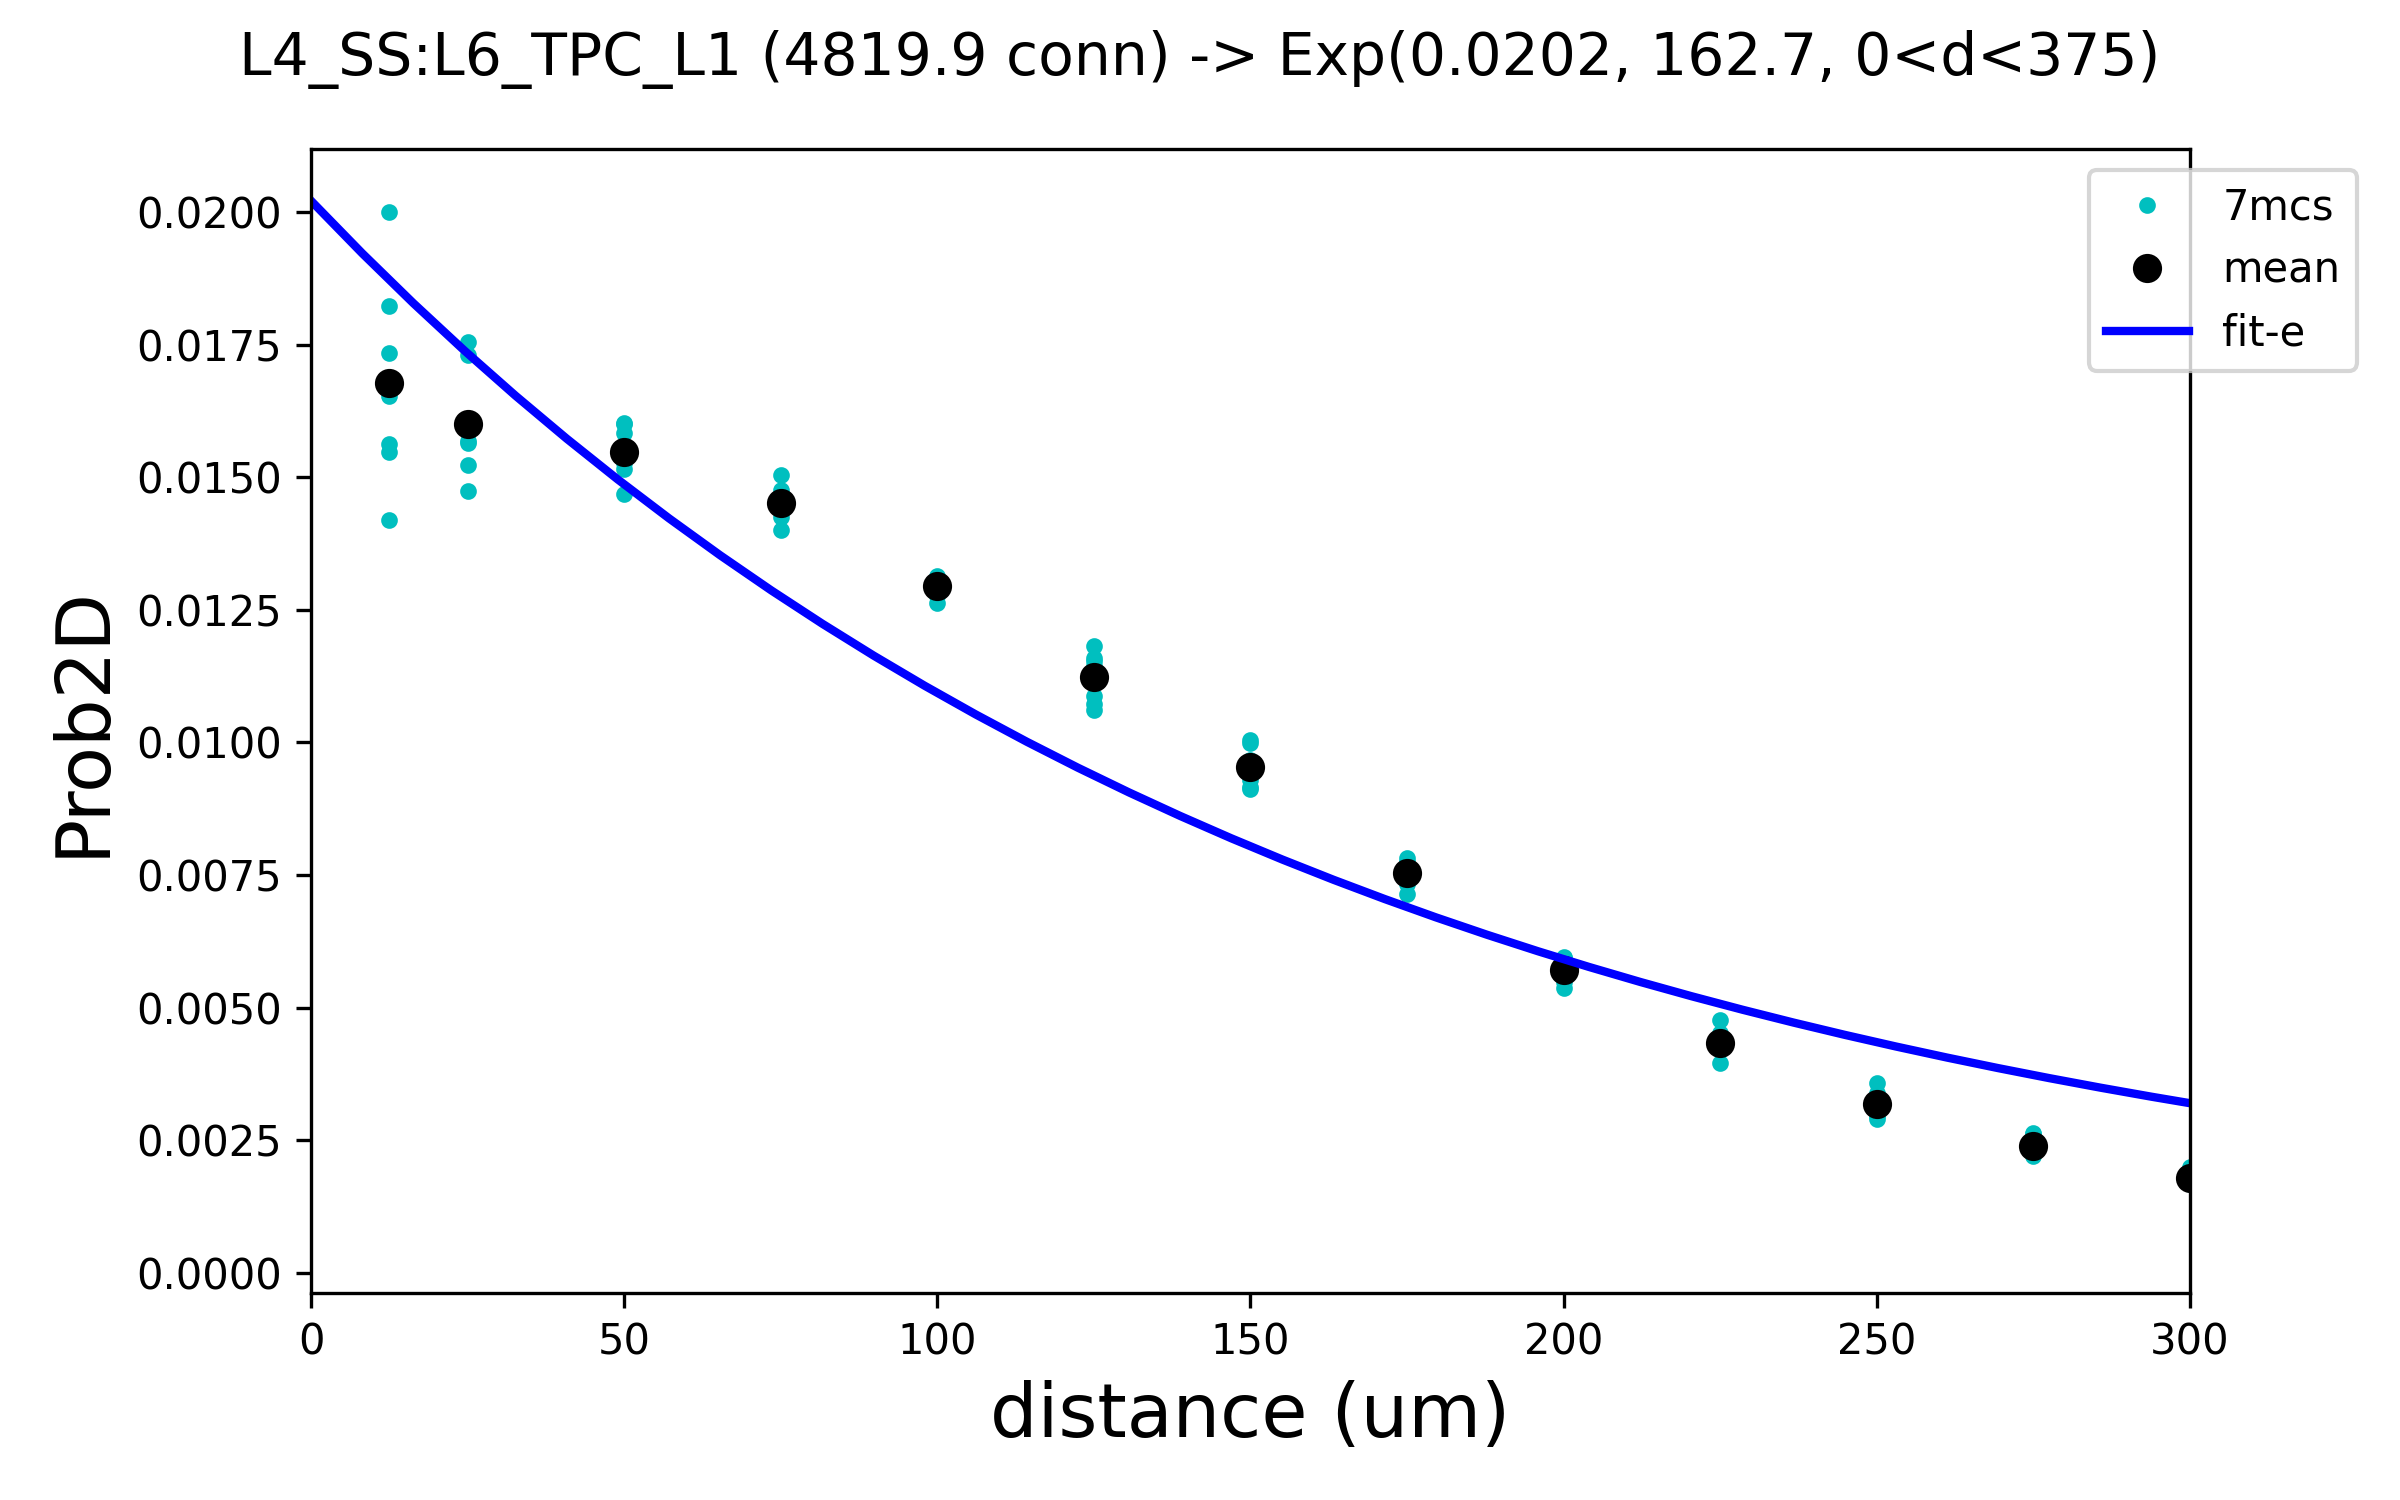 L4_SS:L6_TPC_L1 (4819.9 conn) -> Exp(0.0202, 162.7, 0<d<375)
7mcs
mean
fit-e
Prob2D
0.0200
0.0175
0.0150
0.0125
0.0100
0.0075
0.0050
0.0025
0.0000
0 50 100 150 200 250 300
distance (um)